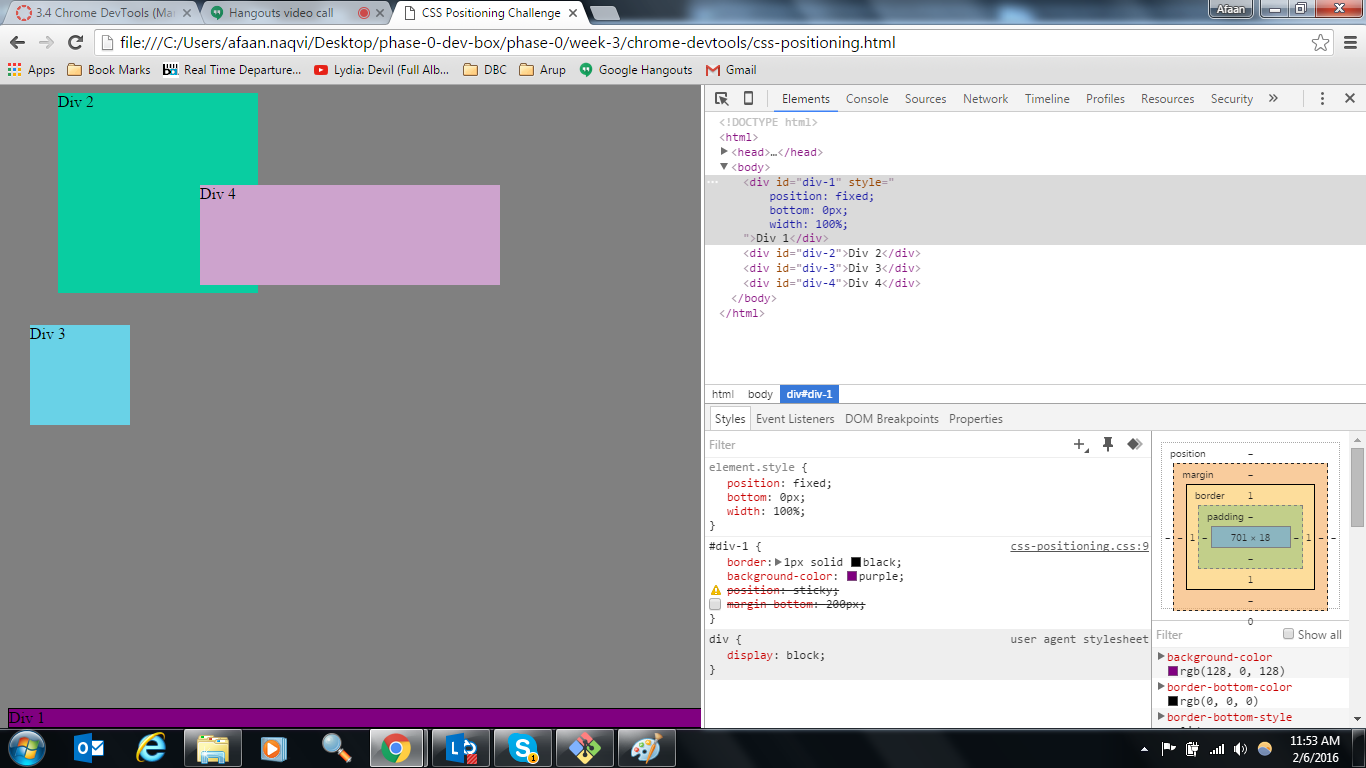 3.4 Chrome DevTools (Ma
Hangouts video call
CSS Positioning Challenge
Afaan
file:///C:/Users/afaan.naqvi/Desktop/phase-0-dev-box/phase-0/week-3/chrome-devtools/css-positioning.html
Apps
Book Marks
Real Time Departure...
Lydia: Devil (Full Alb...
DBC
Arup
Google Hangouts
Gmail
Div 2
Div 4
Div 3
Div 1
Elements Console Sources Network Timeline Profiles Resources Security »
<!DOCTYPE html>
<html>
<head>…</head>
<body>
<div id="div-1" style="
position: fixed;
bottom: 0px;
width: 100%;
">Div 1</div>
<div id="div-2">Div 2</div>
<div id="div-3">Div 3</div>
<div id="div-4">Div 4</div>
</body>
</html>
html body div#div-1
Styles Event Listeners DOM Breakpoints Properties
Filter
element.style {
position: fixed;
bottom: 0px;
width: 100%;
}
#div-1 { css-positioning.css:9
border: 1px solid black;
background-color: purple;
position: sticky;
margin-bottom: 200px;
}
div { user agent stylesheet
display: block;
}
position –
margin –
border 1
padding –
– – 1 – 701 × 18 – 1 – –
–
1
–
0
Filter Show all
background-color
rgb(128, 0, 128)
border-bottom-color
rgb(0, 0, 0)
border-bottom-style
11:53 AM
2/6/2016